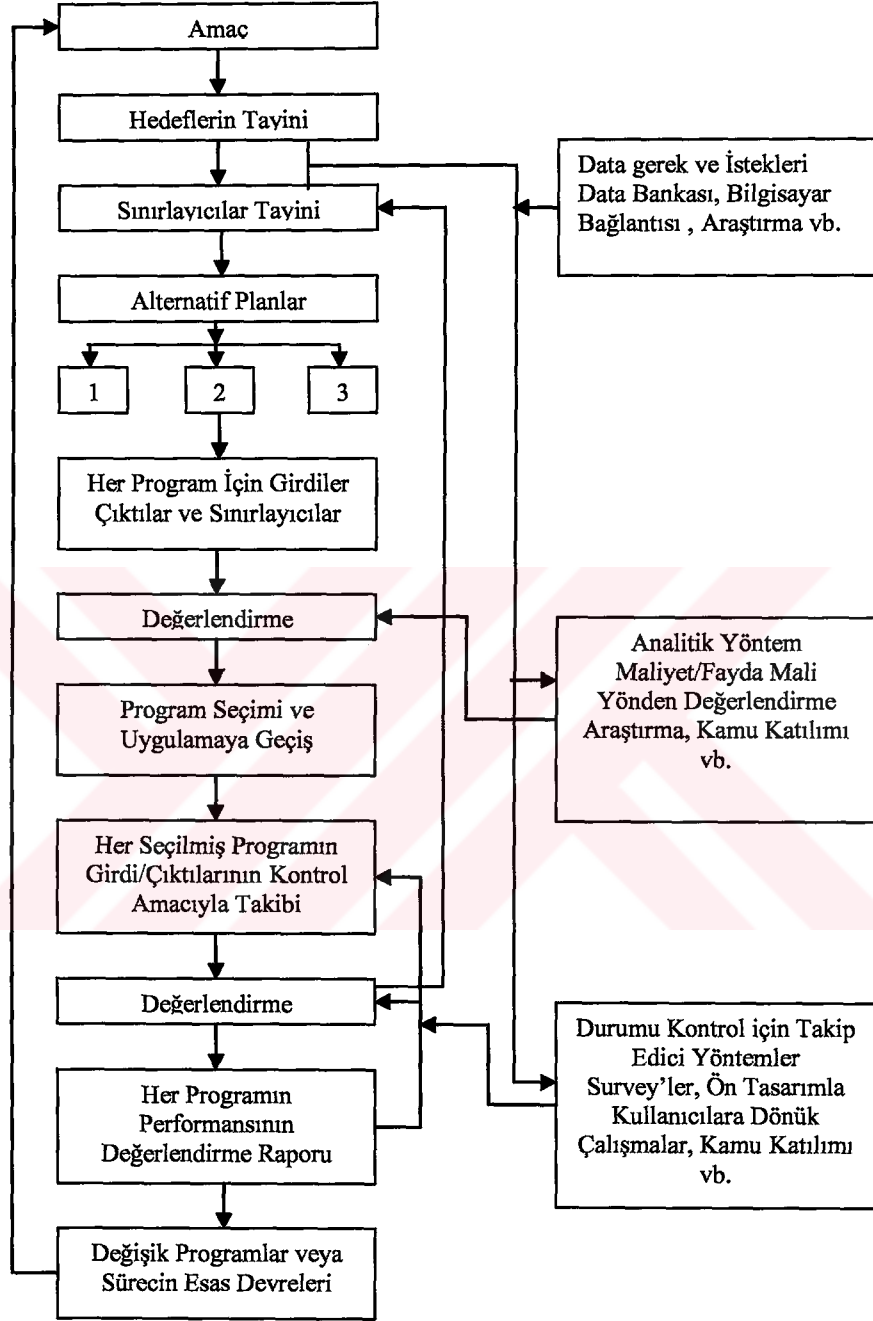 Amaç
Hedeflerin Tayini
Sınırlayıcılar Tayini
Alternatif Planlar
1
2
3
Her Program İçin Girdiler
Çıktılar ve Sınırlayıcılar
Değerlendirme
Program Seçimi ve
Uygulamaya Geçiş
Her Seçilmiş Programın
Girdi/Çıktılarının Kontrol
Amacıyla Takibi
Değerlendirme
Her Programın
Performansının
Değerlendirme Raporu
Değişik Programlar veya
Sürecin Esas Devreleri
Data gerek ve İstekleri
Data Bankası, Bilgisayar
Bağlantısı , Araştırma vb.
Analitik Yöntem
Maliyet/Fayda Mali
Yönden Değerlendirme
Araştırma, Kamu Katılımı
vb.
Durumu Kontrol için Takip
Edici Yöntemler
Survey’ler, Ön Tasarımla
Kullanıcılara Dönük
Çalışmalar, Kamu Katılımı
vb.